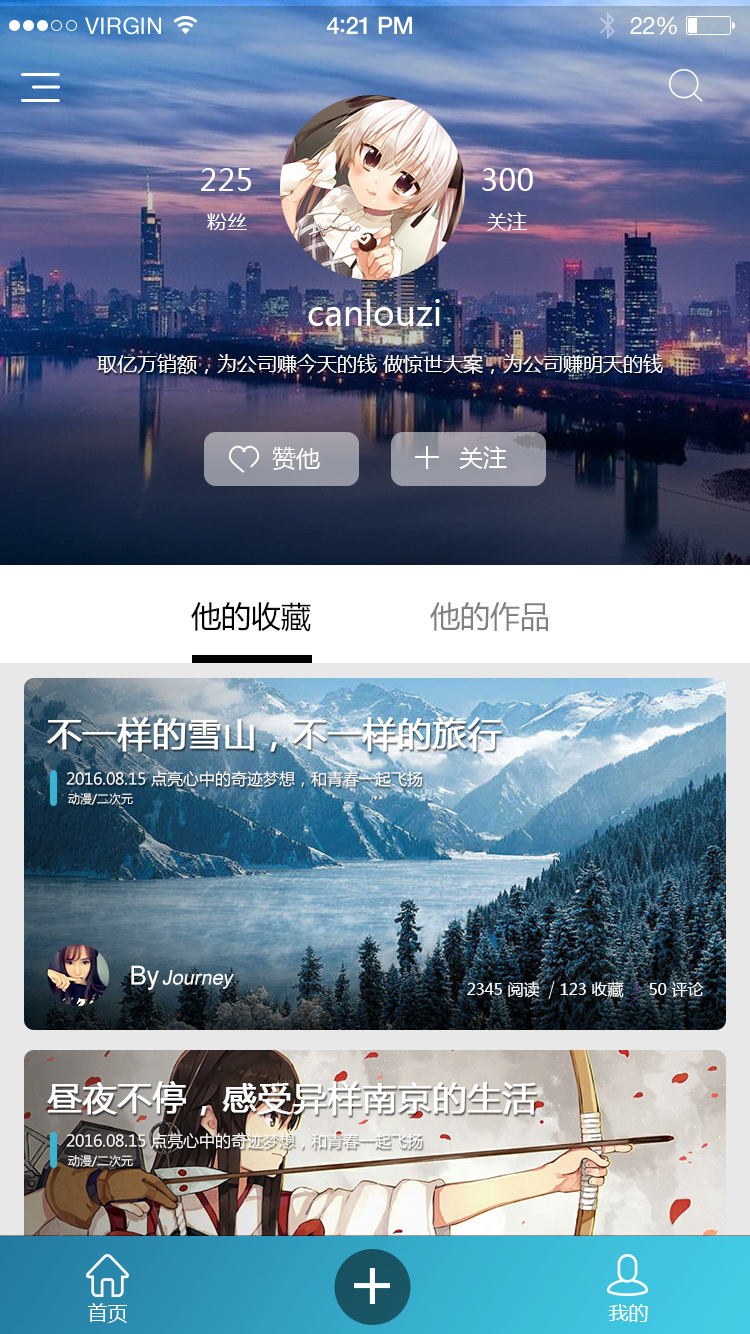 VIRGIN 4:21 PM 22%
225 300
粉丝 关注
canlouzi
取亿万销额，为公司赚今天的钱 做惊世大案，为公司赚明天的钱
赞他 关注
他的收藏 他的作品
不一样的雪山，不一样的旅行
2016.08.15 点亮心中的奇迹梦想，和青春一起飞扬
动漫/二次元
By Journey
2345 阅读 / 123 收藏 50 评论
昼夜不停，感受异样南京的生活
2016.08.15 点亮心中的奇迹梦想，和青春一起飞扬
动漫/二次元
首页 我的